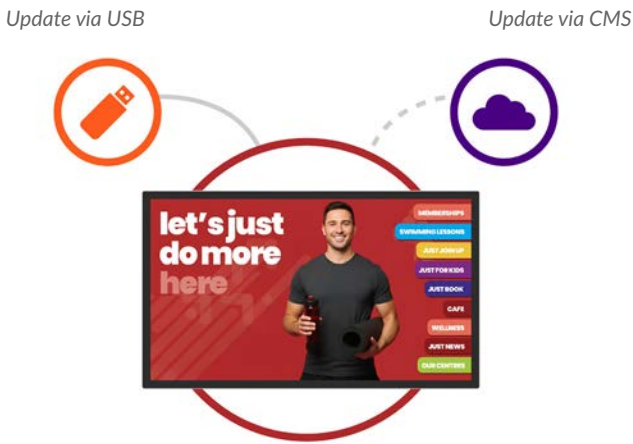 Update via USB
Update via CMS
let's just
do more
here
MEMBERSHIPS
SWIMMING LESSONS
JUST JOIN UP
JUST FOR KIDS
JUST BOOK
CAFE
WELLNESS
JUST NEWS
OUR CENTRES